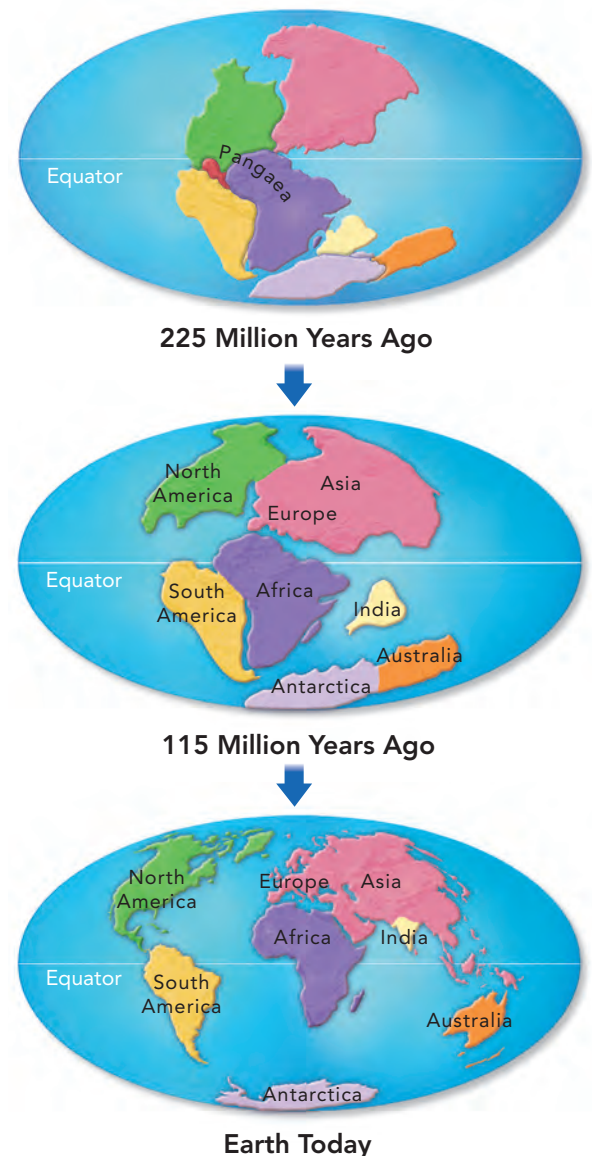 Pangaea
Equator
225 Million Years Ago
North
America
Asia
Europe
Equator
South
America
Africa
India
Australia
Antarctica
115 Million Years Ago
North
America
Europe
Asia
Africa
India
Equator
South
America
Australia
Antarctica
Earth Today